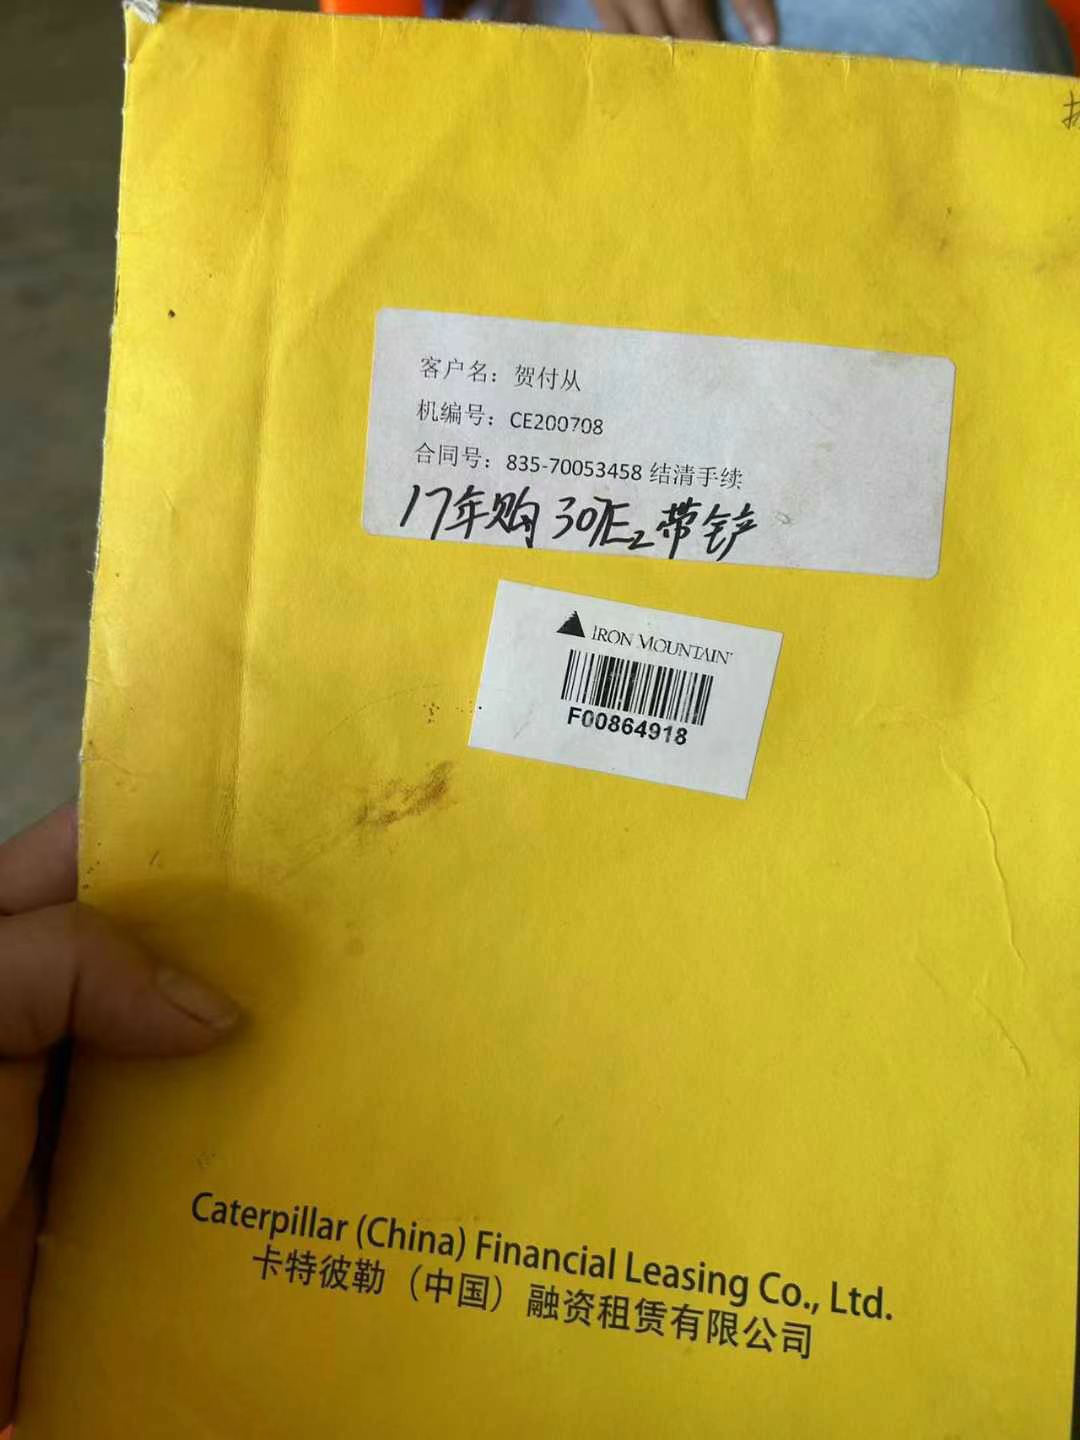 客户名：贺付从
机编号：CE200708
合同号：835-70053458 结清手续
17年购 307E2带铲
IRON MOUNTAIN
F00864918
Caterpillar (China) Financial Leasing Co., Ltd.
卡特彼勒（中国）融资租赁有限公司